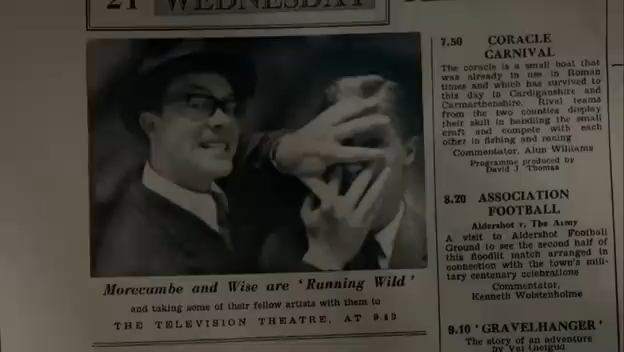 21 WEDNESDAY
Morecambe and Wise are 'Running Wild'
and taking some of their fellow artists with them to
THE TELEVISION THEATRE, AT 9.40
7.50 CORACLE
CARNIVAL
The coracle is a small boat that
was already in use in Roman
times and which has survived to
this day in Cardiganshire and
Carmarthenshire. Rival teams
from the two counties display
their skill in handling the small
craft and compete with each
other in fishing and racing
Commentator, Alun Williams
Programme produced by
David J Thomas
8.20 ASSOCIATION
FOOTBALL
Aldershot v. The Army
A visit to Aldershot Football
Ground to see the second half of
this floodlit match arranged in
connection with the town's mili-
tary centenary celebrations
Commentator,
Kenneth Wolstenholme
9.10 'GRAVELHANGER'
The story of an adventure
by Val Gielgud